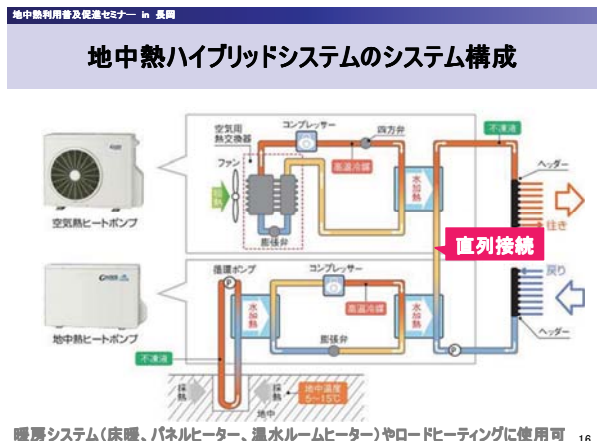 地中熱利用普及促進セミナー in 長岡
地中熱ハイブリッドシステムのシステム構成
空気用
熱交換器
コンプレッサー
四方弁
不凍液
ファン
高温冷媒
水加熱
ヘッダー
採熱
膨張弁
往き
空気熱ヒートポンプ
直列接続
循環ポンプ
コンプレッサー
戻り
P
水加熱
高温冷媒
水加熱
膨張弁
地中熱ヒートポンプ
P
ヘッダー
不凍液
採熱
採熱
地中温度
5~15℃
地中
暖房システム(床暖、パネルヒーター、温水ルームヒーター)やロードヒーティングに使用可
16